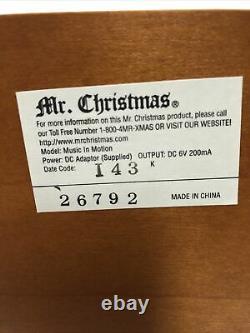 Mr. Christmas®
For more information on this Mr. Christmas product, please call
our Toll Free Number 1-800-4MR-XMAS OR VISIT OUR WEBSITE!
http://www.mrchristmas.com
Model: Music In Motion
Power: DC Adaptor (Supplied) OUTPUT: DC 6V 200mA
Date Code: I43 K
26792 MADE IN CHINA